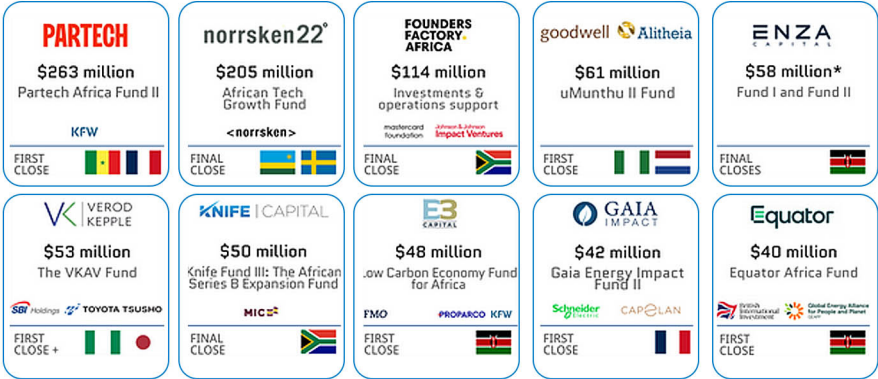 PARTECH
$263 million
Partech Africa Fund II
KFW
FIRST
CLOSE
norrsken22°
$205 million
African Tech
Growth Fund
<norrsken>
FINAL
CLOSE
FOUNDERS
FACTORY
AFRICA
$114 million
Investments &
operations support
mastercard
foundation
Johnson & Johnson
Impact Ventures
FINAL
CLOSE
goodwell Alitheia
$61 million
uMunthu II Fund
FIRST
CLOSE
ENZA
CAPITAL
$58 million*
Fund I and Fund II
FINAL
CLOSES
VK VEROD
KEPPLE
$53 million
The VKAV Fund
SBI Holdings TOYOTA TSUSHO
FIRST
CLOSE +
KNIFE CAPITAL
$50 million
Knife Fund III: The African
Series B Expansion Fund
MIC
FINAL
CLOSE
E3
CAPITAL
$48 million
Low Carbon Economy Fund
for Africa
FMO PROPARCO KFW
FIRST
CLOSE
GAIA
IMPACT
$42 million
Gaia Energy Impact
Fund II
Schneider
Electric
CAPELAN
FIRST
CLOSE
Equator
$40 million
Equator Africa Fund
British
International
Investment
Global Energy Alliance
for People and Planet
FIRST
CLOSE